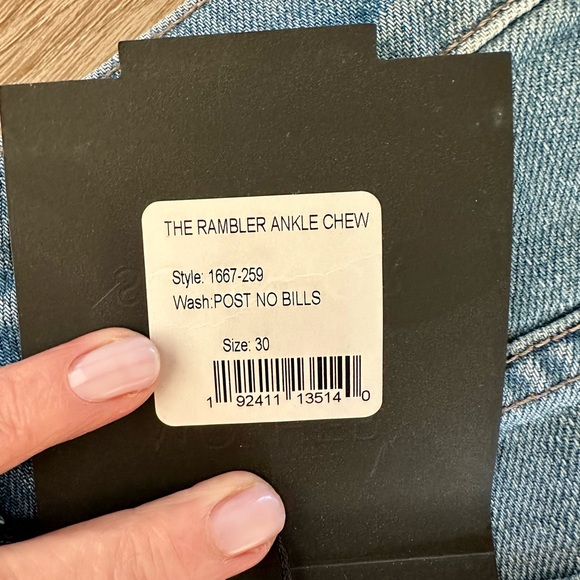 THE RAMBLER ANKLE CHEW
Style: 1667-259
Wash:POST NO BILLS
Size: 30
1 92411 13514 0